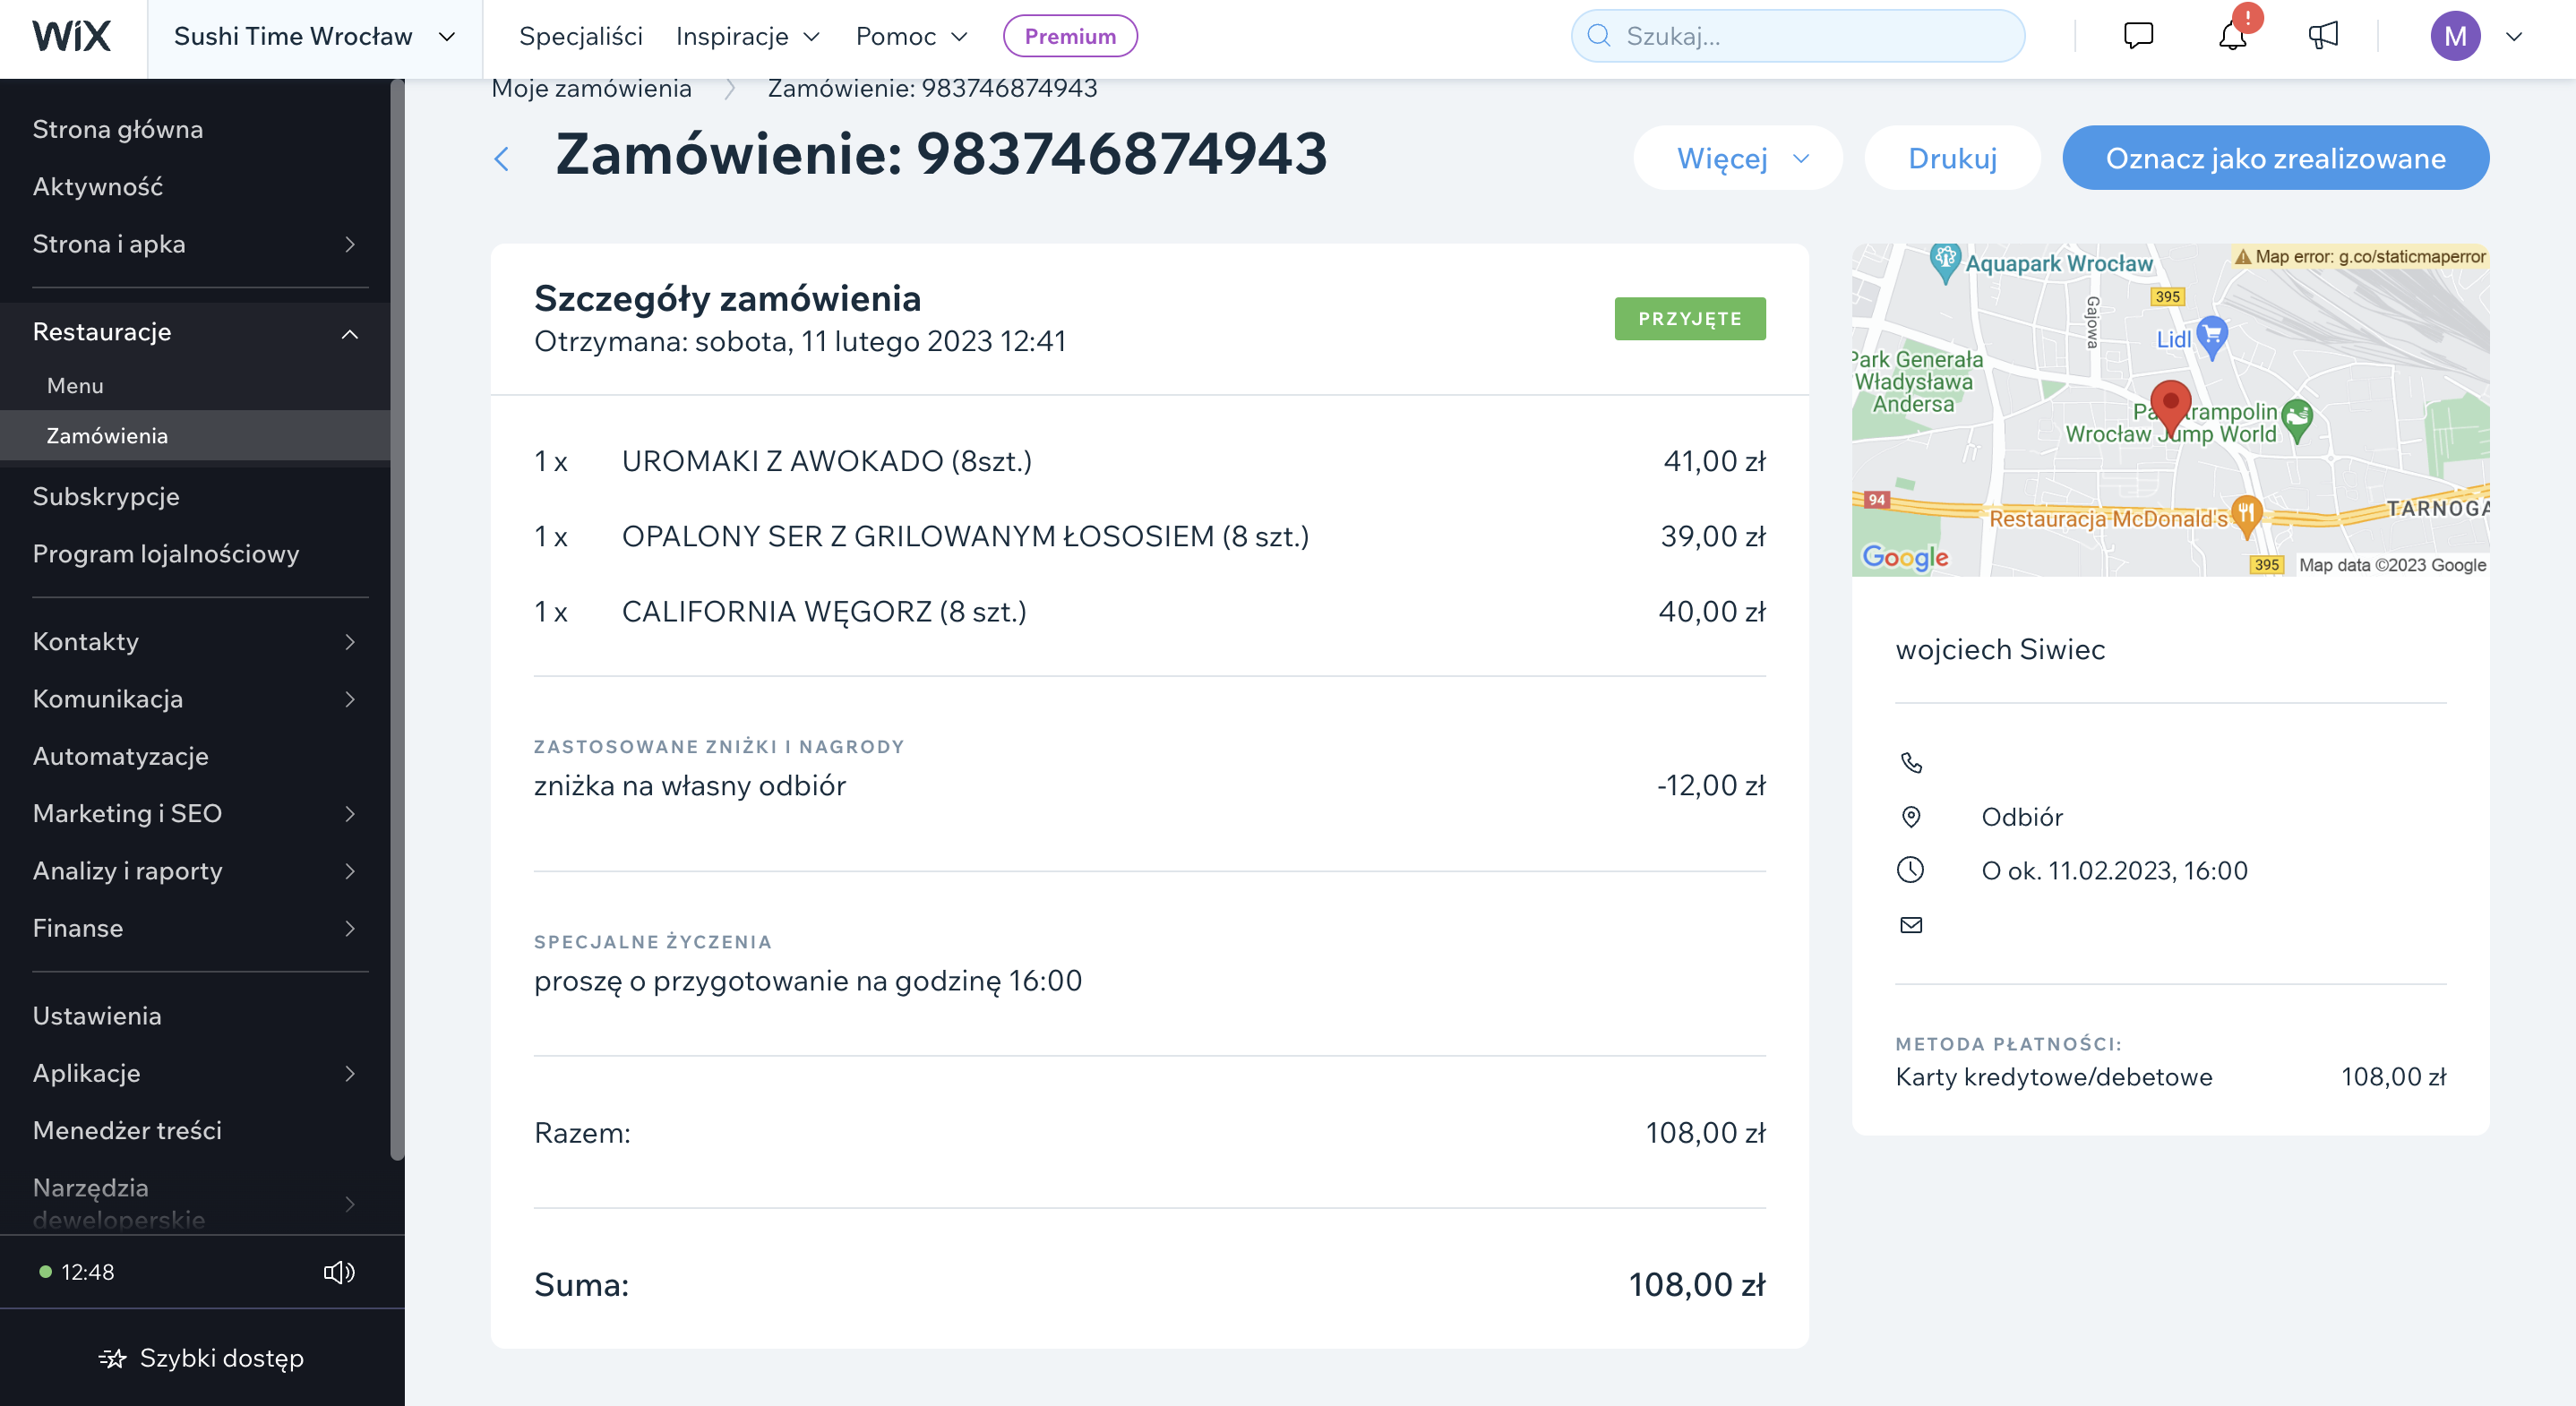 WiX
Sushi Time Wrocław
Specjaliści
Inspiracje
Pomoc
Premium
Szukaj...
!
M
Strona główna
Aktywność
Strona i apka
Restauracje
Menu
Zamówienia
Subskrypcje
Program lojalnościowy
Kontakty
Komunikacja
Automatyzacje
Marketing i SEO
Analizy i raporty
Finanse
Ustawienia
Aplikacje
Menedżer treści
Narzędzia
deweloperskie
12:48
Szybki dostęp
Moje zamówienia
Zamówienie: 983746874943
Zamówienie: 983746874943
Więcej
Drukuj
Oznacz jako zrealizowane
Szczegóły zamówienia
Otrzymana: sobota, 11 lutego 2023 12:41
PRZYJĘTE
1 x UROMAKI Z AWOKADO (8szt.) 41,00 zł
1 x OPALONY SER Z GRILOWANYM ŁOSOSIEM (8 szt.) 39,00 zł
1 x CALIFORNIA WĘGORZ (8 szt.) 40,00 zł
ZASTOSOWANE ZNIŻKI I NAGRODY
zniżka na własny odbiór -12,00 zł
SPECJALNE ŻYCZENIA
proszę o przygotowanie na godzinę 16:00
Razem: 108,00 zł
Suma: 108,00 zł
Map error: g.co/staticmaperror
Aquapark Wrocław
395
Gajowa
Lidl
Park Generała
Władysława
Andersa
trampolin
Wrocław Jump World
94
Restauracja McDonald's
TARNOGA
Google
395
Map data ©2023 Google
wojciech Siwiec
Odbiór
O ok. 11.02.2023, 16:00
METODA PŁATNOŚCI:
Karty kredytowe/debetowe 108,00 zł